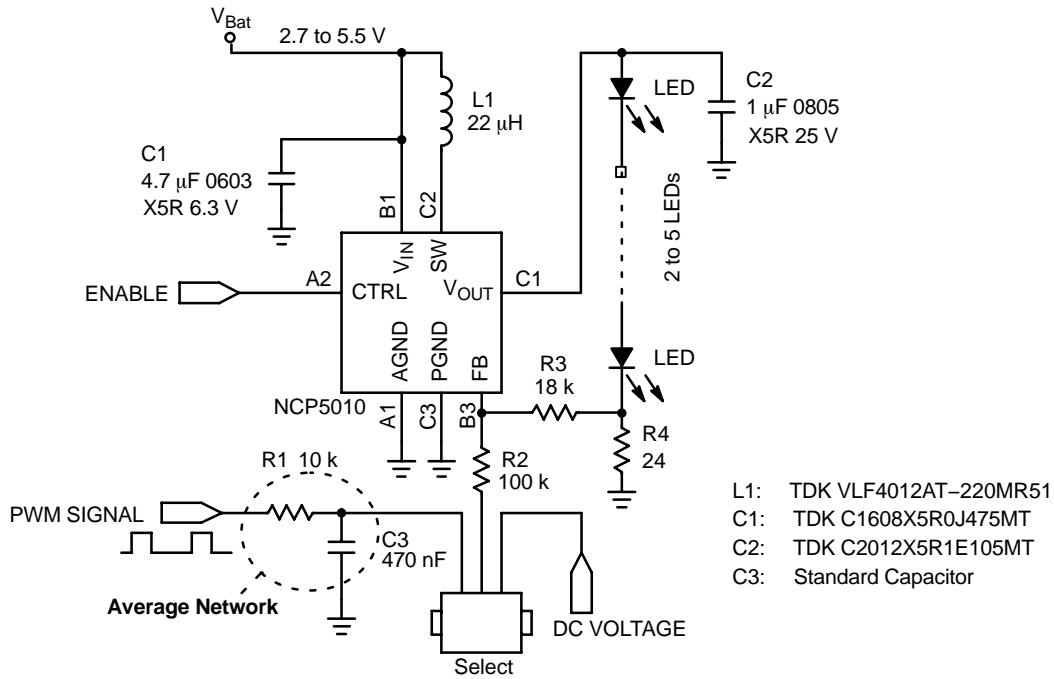 VBat
2.7 to 5.5 V
L1
22 μH
C1
4.7 μF 0603
X5R 6.3 V
B1
C2
LED
C2
1 μF 0805
X5R 25 V
2 to 5 LEDs
VIN
SW
ENABLE
A2
CTRL
VOUT
C1
AGND
PGND
FB
NCP5010
A1
C3
B3
R3
18 k
LED
R4
24
R1 10 k
R2
100 k
PWM SIGNAL
C3
470 nF
Average Network
DC VOLTAGE
Select
L1: TDK VLF4012AT−220MR51
C1: TDK C1608X5R0J475MT
C2: TDK C2012X5R1E105MT
C3: Standard Capacitor